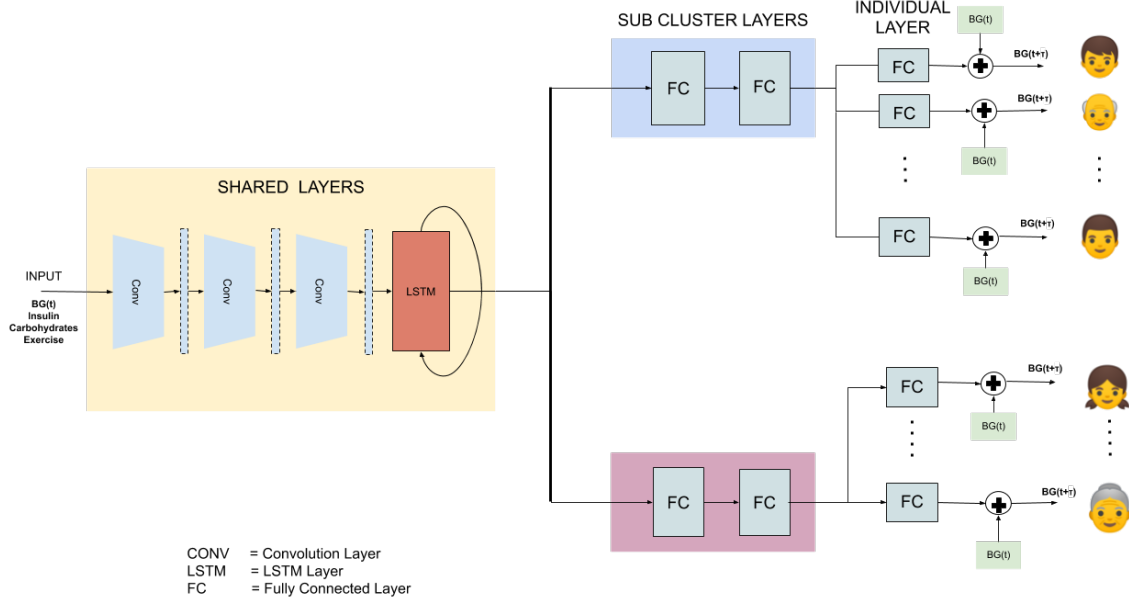 SUB CLUSTER LAYERS
INDIVIDUAL
LAYER
BG(t)
FC
FC
FC
BG(t+τ)
FC
BG(t+τ)
BG(t)
FC
BG(t+τ)
BG(t)
SHARED LAYERS
INPUT
BG(t)
Insulin
Carbohydrates
Exercise
Conv
Conv
Conv
LSTM
FC
BG(t+τ)
BG(t)
FC
FC
FC
BG(t+τ)
BG(t)
CONV = Convolution Layer
LSTM = LSTM Layer
FC = Fully Connected Layer